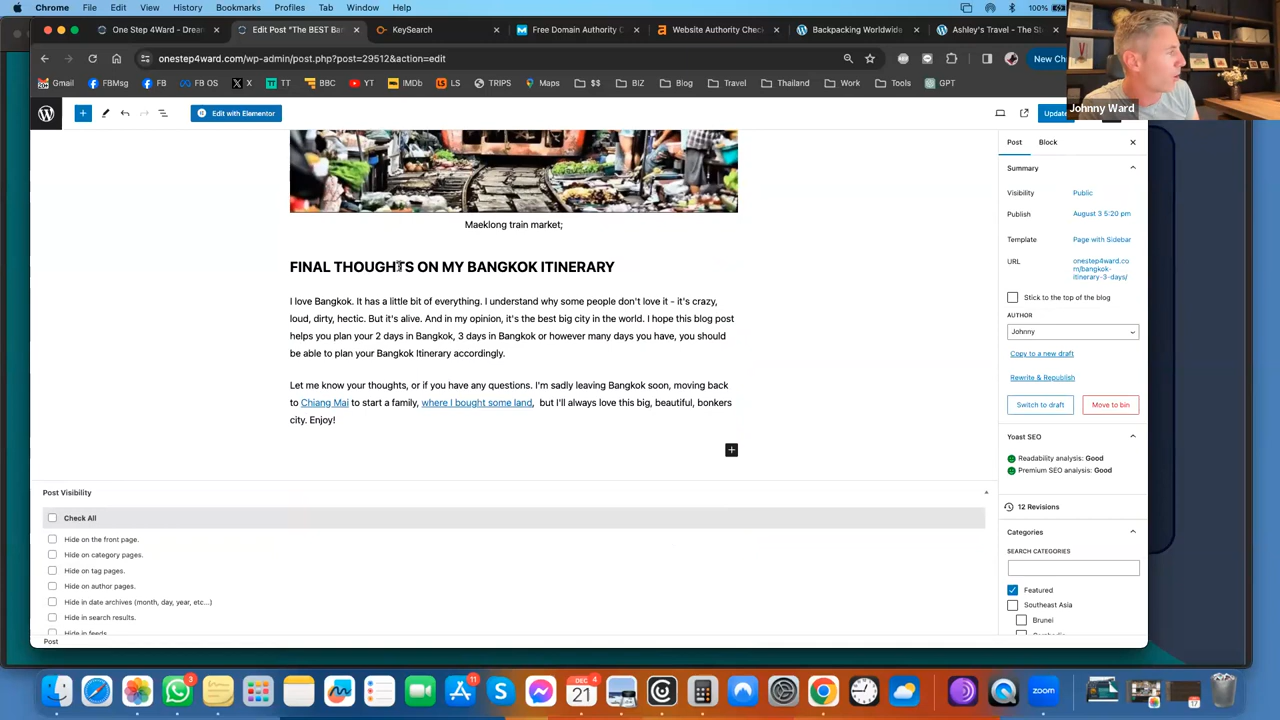 Chrome File Edit View History Bookmarks Profiles Tab Window Help
One Step 4Ward - Drea
Edit Post "The BEST Ba
KeySearch
Free Domain Authority C
Website Authority Chec
Backpacking Worldwide
Ashley's Travel - The St
onestep4ward.com/wp-admin/post.php?post=29512&action=edit
New Ch
Gmail FBMsg FB FB OS X TT YT IMDb LS TRIPS Maps $$ BIZ Blog Travel Thailand Work Tools GPT
Johnny Ward
Edit with Elementor
Update
Post Block
Summary
Visibility Public
Publish August 3 5:20 pm
Template Page with Sidebar
URL onestep4ward.co
m/bangkok-
itinerary-3-days/
Stick to the top of the blog
AUTHOR
Johnny
Copy to a new draft
Rewrite & Republish
Switch to draft Move to bin
Yoast SEO
Readability analysis: Good
Premium SEO analysis: Good
12 Revisions
Categories
SEARCH CATEGORIES
Featured
Southeast Asia
Brunei
Maeklong train market;
FINAL THOUGHTS ON MY BANGKOK ITINERARY
I love Bangkok. It has a little bit of everything. I understand why some people don't love it - it's crazy,
loud, dirty, hectic. But it's alive. And in my opinion, it's the best big city in the world. I hope this blog post
helps you plan your 2 days in Bangkok, 3 days in Bangkok or however many days you have, you should
be able to plan your Bangkok Itinerary accordingly.
Let me know your thoughts, or if you have any questions. I'm sadly leaving Bangkok soon, moving back
to Chiang Mai to start a family, where I bought some land, but I'll always love this big, beautiful, bonkers
city. Enjoy!
Post Visibility
Check All
Hide on the front page.
Hide on category pages.
Hide on tag pages.
Hide on author pages.
Hide in date archives (month, day, year, etc...)
Hide in search results.
Hide in feeds.
Post
3
11
DEC 4
21
zoom
17